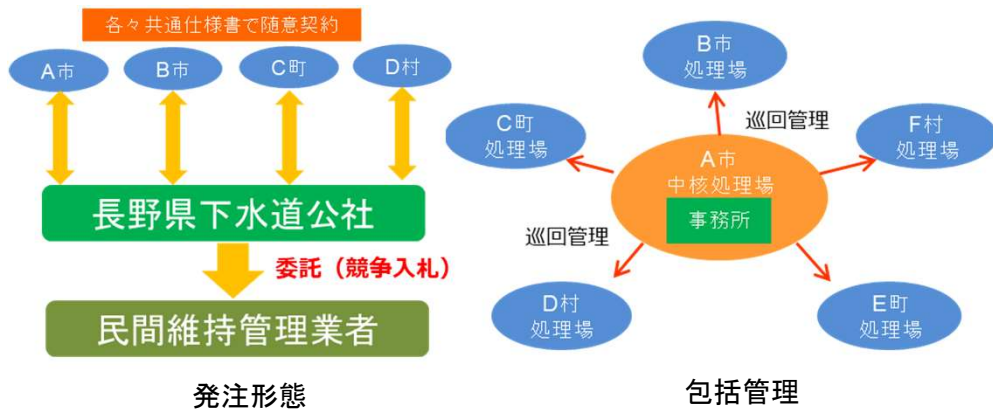 各々共通仕様書で随意契約
A市
B市
C町
D村
長野県下水道公社
委託（競争入札）
民間維持管理業者
発注形態
B市
処理場
巡回管理
C町
処理場
F村
処理場
A市
中核処理場
事務所
巡回管理
D村
処理場
E町
処理場
包括管理